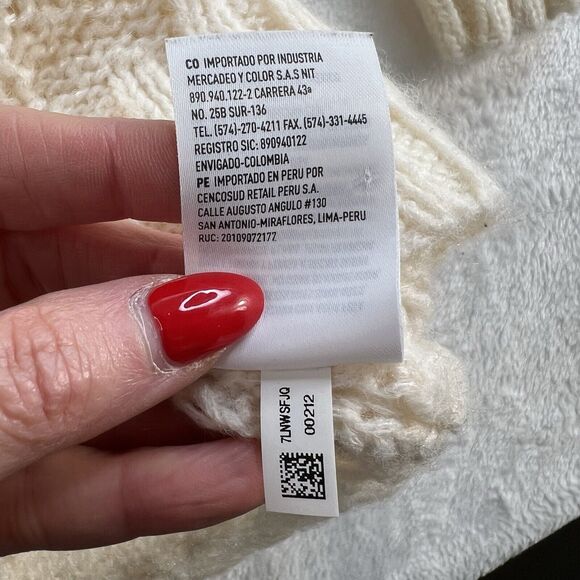 CO IMPORTADO POR INDUSTRIA
MERCADEO Y COLOR S.A.S NIT
890.940.122-2 CARRERA 43ª
NO. 25B SUR-136
TEL. (574)-270-4211 FAX. (574)-331-4445
REGISTRO SIC: 890940122
ENVIGADO-COLOMBIA
PE IMPORTADO EN PERU POR
CENCOSUD RETAIL PERU S.A.
CALLE AUGUSTO ANGULO #130
SAN ANTONIO-MIRAFLORES, LIMA-PERU
RUC: 20109072177
7LNWSFJQ
00212